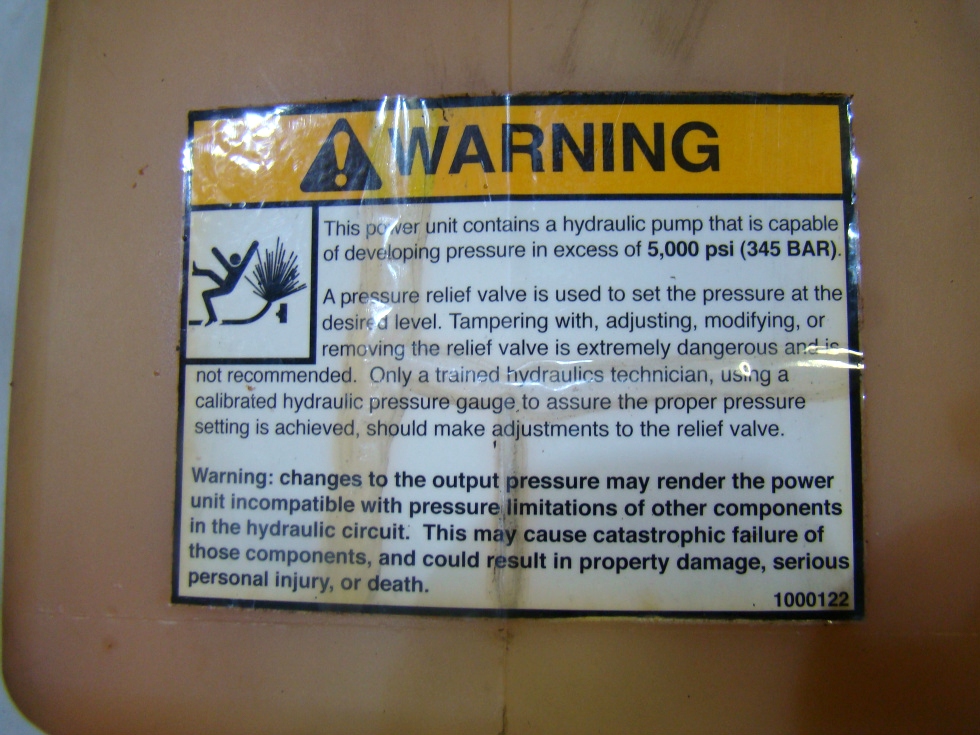 WARNING
This power unit contains a hydraulic pump that is capable
of developing pressure in excess of 5,000 psi (345 BAR).
A pressure relief valve is used to set the pressure at the
desired level. Tampering with, adjusting, modifying, or
removing the relief valve is extremely dangerous and is
not recommended. Only a trained hydraulics technician, using a
calibrated hydraulic pressure gauge to assure the proper pressure
setting is achieved, should make adjustments to the relief valve.
Warning: changes to the output pressure may render the power
unit incompatible with pressure limitations of other components
in the hydraulic circuit. This may cause catastrophic failure of
those components, and could result in property damage, serious
personal injury, or death.
1000122